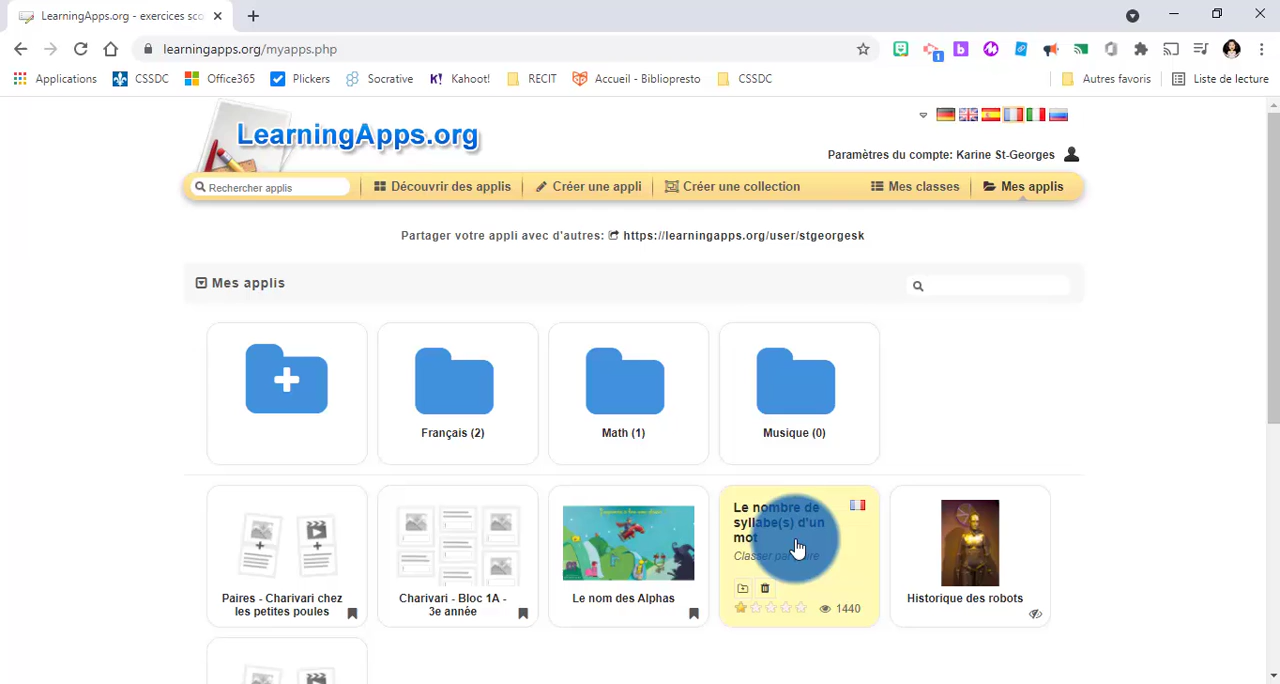 LearningApps.org - exercices sco
learningapps.org/myapps.php
1
Applications
CSSDC
Office365
Plickers
Socrative
K! Kahoot!
RECIT
Accueil - Bibliopresto
CSSDC
Autres favoris
Liste de lecture
LearningApps.org
Paramètres du compte: Karine St-Georges
Rechercher applis
Découvrir des applis
Créer une appli
Créer une collection
Mes classes
Mes applis
Partager votre appli avec d'autres: https://learningapps.org/user/stgeorgesk
Mes applis
Français (2)
Math (1)
Musique (0)
Paires - Charivari chez
les petites poules
Charivari - Bloc 1A -
3e année
Le nom des Alphas
Le nombre de
syllabe(s) d'un
mot
Classer par
1440
Historique des robots